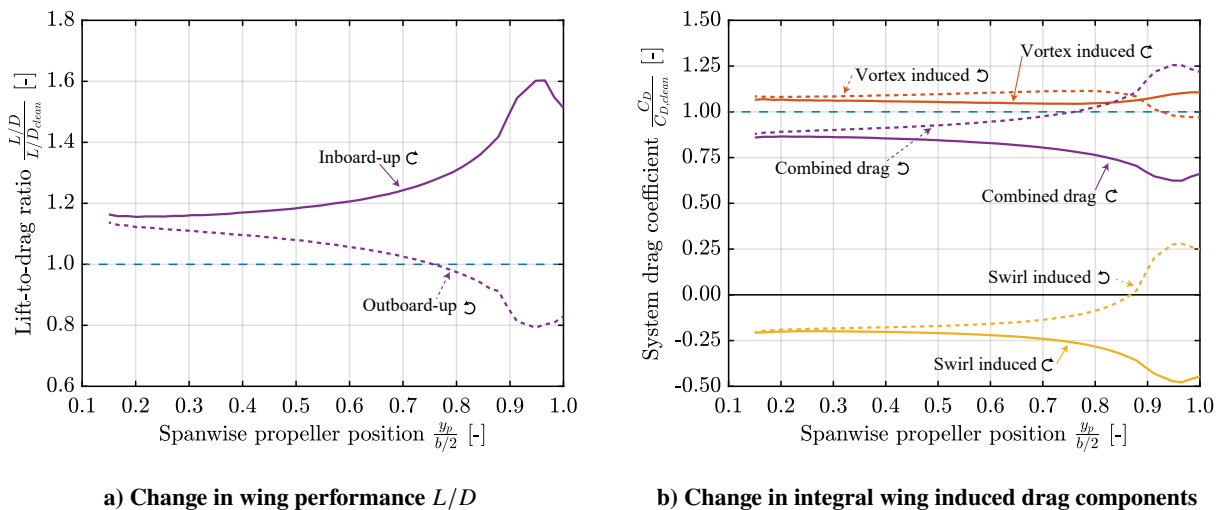 Lift-to-drag ratio L/D / L/D_clean [-]
1.8
1.6
1.4
1.2
1.0
0.8
0.6
Inboard-up ↻
Outboard-up ↺
0.1 0.2 0.3 0.4 0.5 0.6 0.7 0.8 0.9 1.0
Spanwise propeller position y_p / b/2 [-]
a) Change in wing performance L/D
System drag coefficient C_D / C_D,clean [-]
1.50
1.25
1.00
0.75
0.50
0.25
0.00
-0.25
-0.50
Vortex induced ↻
Vortex induced ↺
Combined drag ↺
Combined drag ↻
Swirl induced ↺
Swirl induced ↻
0.1 0.2 0.3 0.4 0.5 0.6 0.7 0.8 0.9 1.0
Spanwise propeller position y_p / b/2 [-]
b) Change in integral wing induced drag components